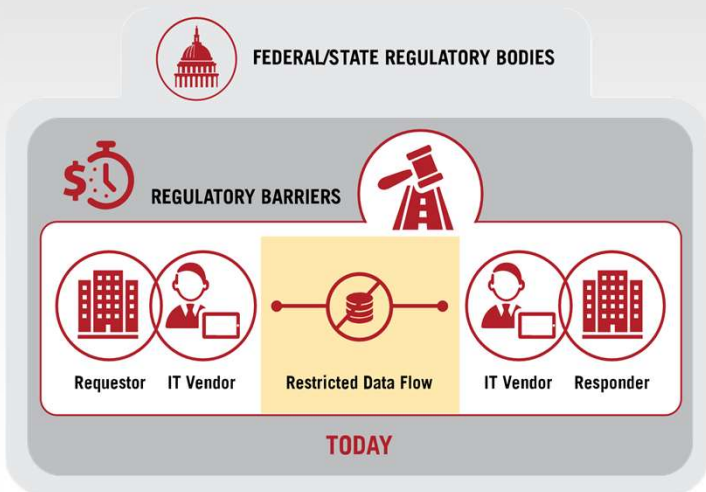 FEDERAL/STATE REGULATORY BODIES
$
REGULATORY BARRIERS
Requestor
IT Vendor
Restricted Data Flow
IT Vendor
Responder
TODAY